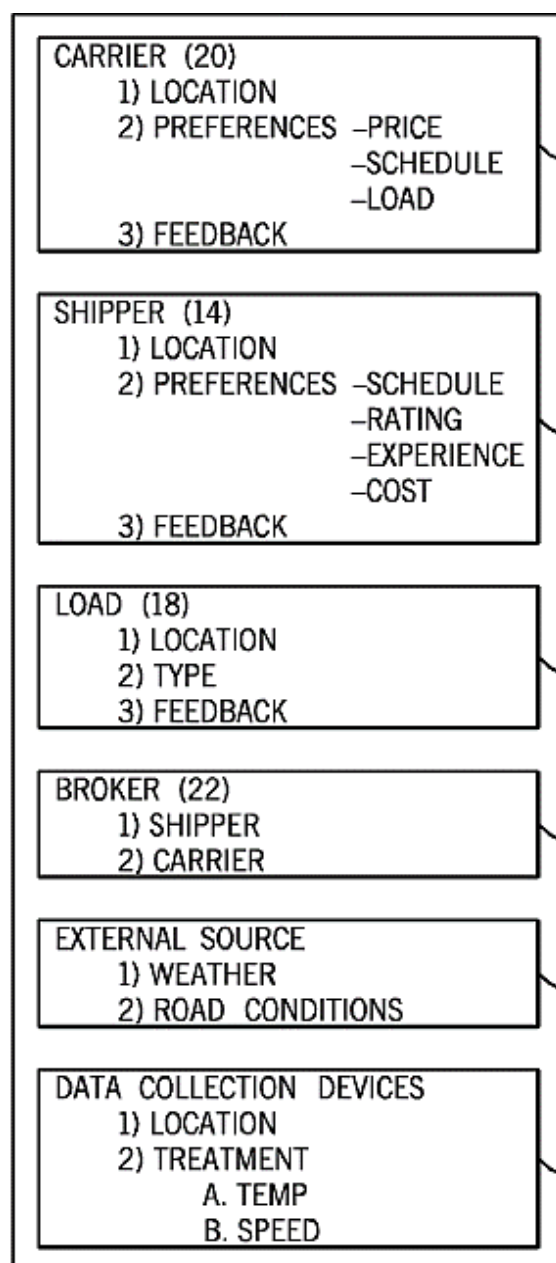 CARRIER (20)
1) LOCATION
2) PREFERENCES –PRICE
–SCHEDULE
–LOAD
3) FEEDBACK
SHIPPER (14)
1) LOCATION
2) PREFERENCES –SCHEDULE
–RATING
–EXPERIENCE
–COST
3) FEEDBACK
LOAD (18)
1) LOCATION
2) TYPE
3) FEEDBACK
BROKER (22)
1) SHIPPER
2) CARRIER
EXTERNAL SOURCE
1) WEATHER
2) ROAD CONDITIONS
DATA COLLECTION DEVICES
1) LOCATION
2) TREATMENT
A. TEMP
B. SPEED